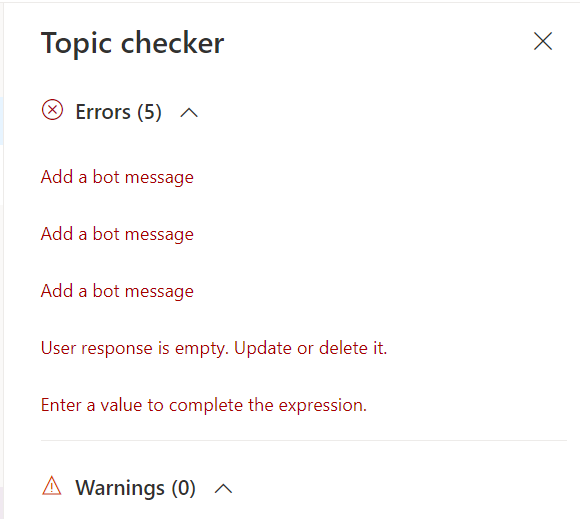 Topic checker
Errors (5)
Add a bot message
Add a bot message
Add a bot message
User response is empty. Update or delete it.
Enter a value to complete the expression.
Warnings (0)